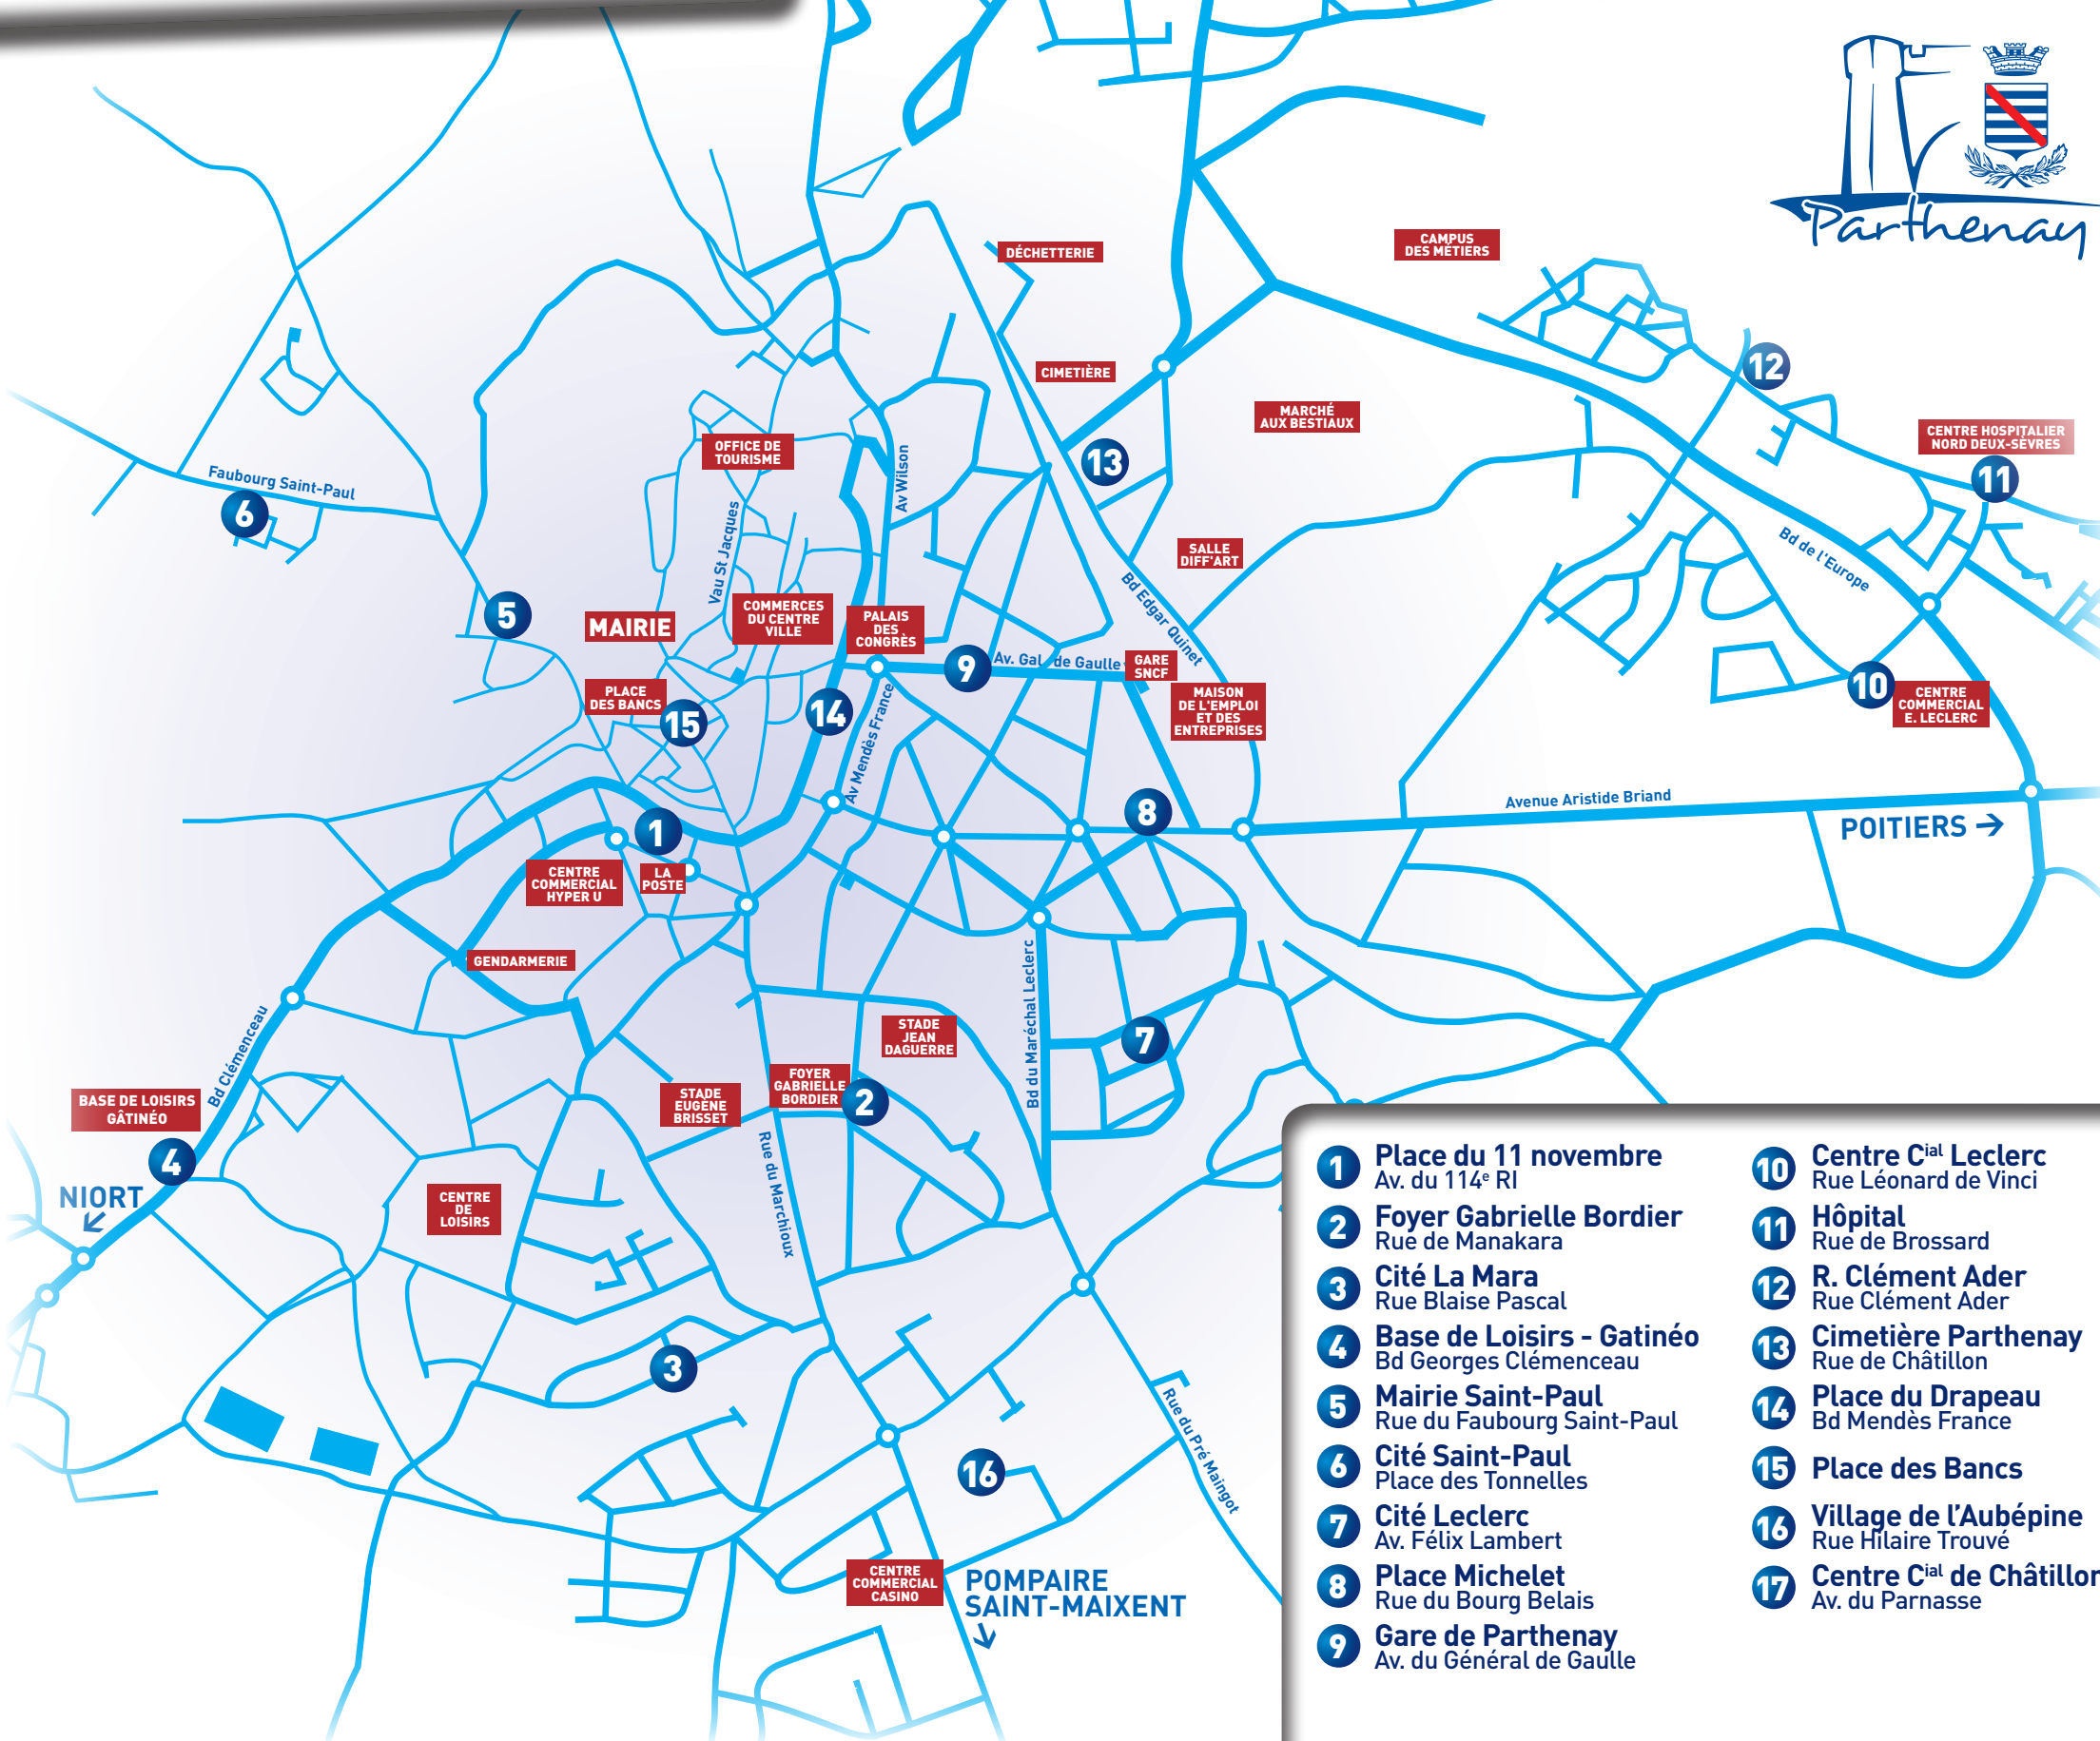 Parthenay
DÉCHETTERIE
CAMPUS
DES MÉTIERS
CIMETIÈRE
12
MARCHÉ
AUX BESTIAUX
CENTRE HOSPITALIER
NORD DEUX-SÈVRES
OFFICE DE
TOURISME
Av Wilson
13
11
Faubourg Saint-Paul
6
Vau St Jacques
SALLE
DIFF'ART
Bd de l'Europe
5
MAIRIE
COMMERCES
DU CENTRE
VILLE
PALAIS
DES
CONGRÈS
Bd Edgar Quinet
9
Av. Gal de Gaulle
GARE
SNCF
PLACE
DES BANCS
15
14
Av Mendès France
MAISON
DE L'EMPLOI
ET DES
ENTREPRISES
10
CENTRE
COMMERCIAL
E. LECLERC
8
Avenue Aristide Briand
POITIERS
1
CENTRE
COMMERCIAL
HYPER U
LA
POSTE
GENDARMERIE
Bd Clémenceau
Bd du Maréchal Leclerc
STADE
JEAN
DAGUERRE
7
BASE DE LOISIRS
GÂTINÉO
STADE
EUGÈNE
BRISSET
FOYER
GABRIELLE
BORDIER
2
4
NIORT
Rue du Marchioux
CENTRE
DE
LOISIRS
3
Rue du Pré Maingot
16
CENTRE
COMMERCIAL
CASINO
POMPAIRE
SAINT-MAIXENT
1 Place du 11 novembre
Av. du 114e RI
2 Foyer Gabrielle Bordier
Rue de Manakara
3 Cité La Mara
Rue Blaise Pascal
4 Base de Loisirs - Gatinéo
Bd Georges Clémenceau
5 Mairie Saint-Paul
Rue du Faubourg Saint-Paul
6 Cité Saint-Paul
Place des Tonnelles
7 Cité Leclerc
Av. Félix Lambert
8 Place Michelet
Rue du Bourg Belais
9 Gare de Parthenay
Av. du Général de Gaulle
10 Centre Cial Leclerc
Rue Léonard de Vinci
11 Hôpital
Rue de Brossard
12 R. Clément Ader
Rue Clément Ader
13 Cimetière Parthenay
Rue de Châtillon
14 Place du Drapeau
Bd Mendès France
15 Place des Bancs
16 Village de l'Aubépine
Rue Hilaire Trouvé
17 Centre Cial de Châtillon
Av. du Parnasse